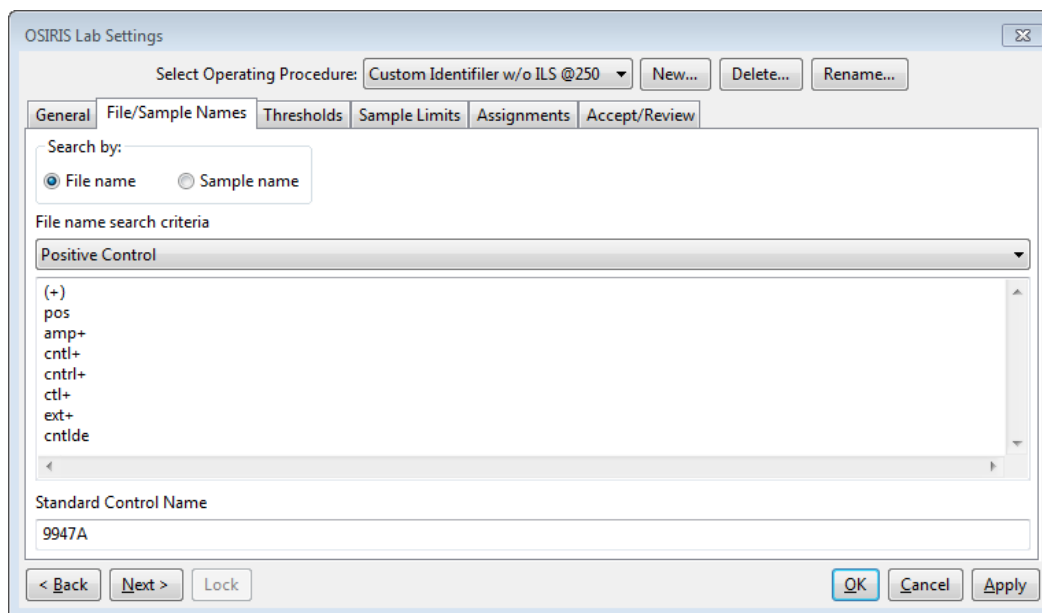 OSIRIS Lab Settings
Select Operating Procedure: Custom Identifiler w/o ILS @250 New... Delete... Rename...
General File/Sample Names Thresholds Sample Limits Assignments Accept/Review
Search by:
File name Sample name
File name search criteria
Positive Control
(+)
pos
amp+
cntl+
cntrl+
ctl+
ext+
cntlde
Standard Control Name
9947A
< Back Next > Lock OK Cancel Apply